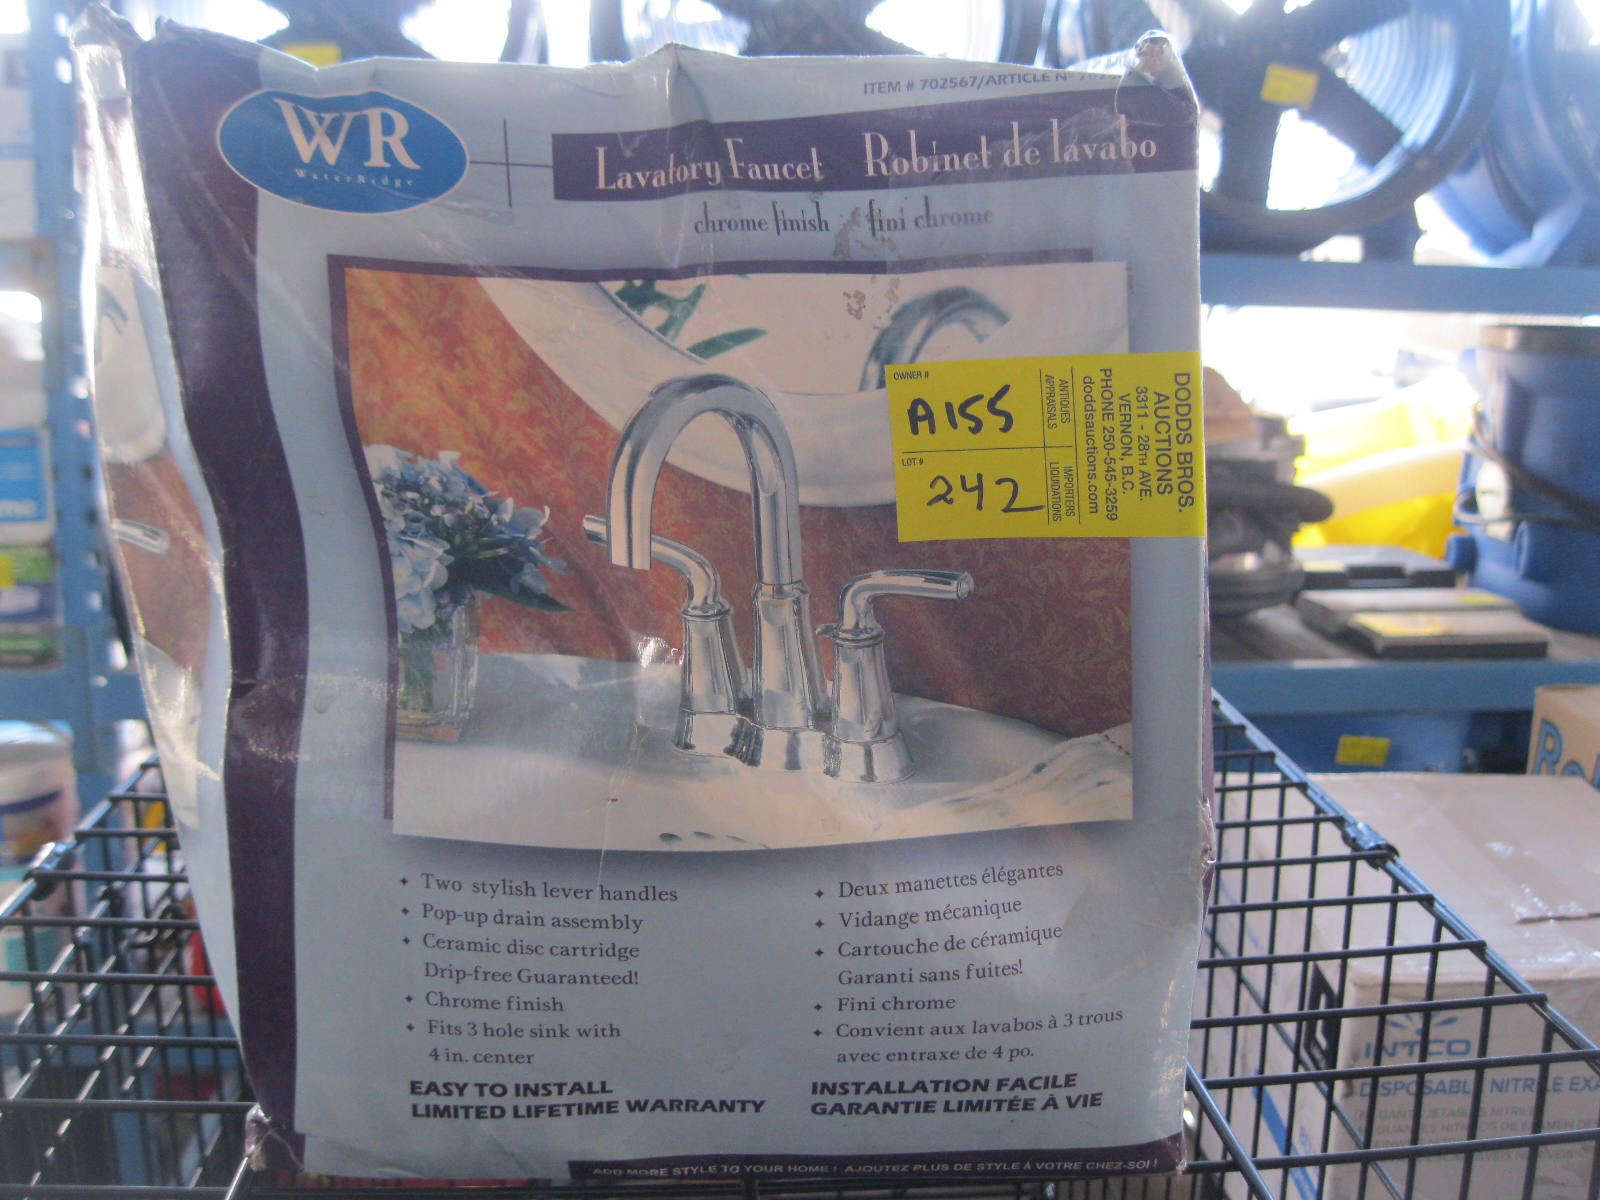 ITEM # 702567/ARTICLE N°
WR
WaterRidge
Lavatory Faucet Robinet de lavabo
chrome finish fini chrome
OWNER #
A155
LOT #
242
ANTIQUES
APPRAISALS
IMPORTERS
LIQUIDATIONS
DODDS BROS.
AUCTIONS
3311 - 28TH AVE.
VERNON, B.C.
PHONE 250-545-3259
doddsauctions.com
Two stylish lever handles
Pop-up drain assembly
Ceramic disc cartridge
Drip-free Guaranteed!
Chrome finish
Fits 3 hole sink with
4 in. center
EASY TO INSTALL
LIMITED LIFETIME WARRANTY
Deux manettes élégantes
Vidange mécanique
Cartouche de céramique
Garanti sans fuites!
Fini chrome
Convient aux lavabos à 3 trous
avec entraxe de 4 po.
INSTALLATION FACILE
GARANTIE LIMITÉE À VIE
ADD MORE STYLE TO YOUR HOME ! AJOUTEZ PLUS DE STYLE À VOTRE CHEZ-SOI !
INTCO
DISPOSABL NITRILE EXA